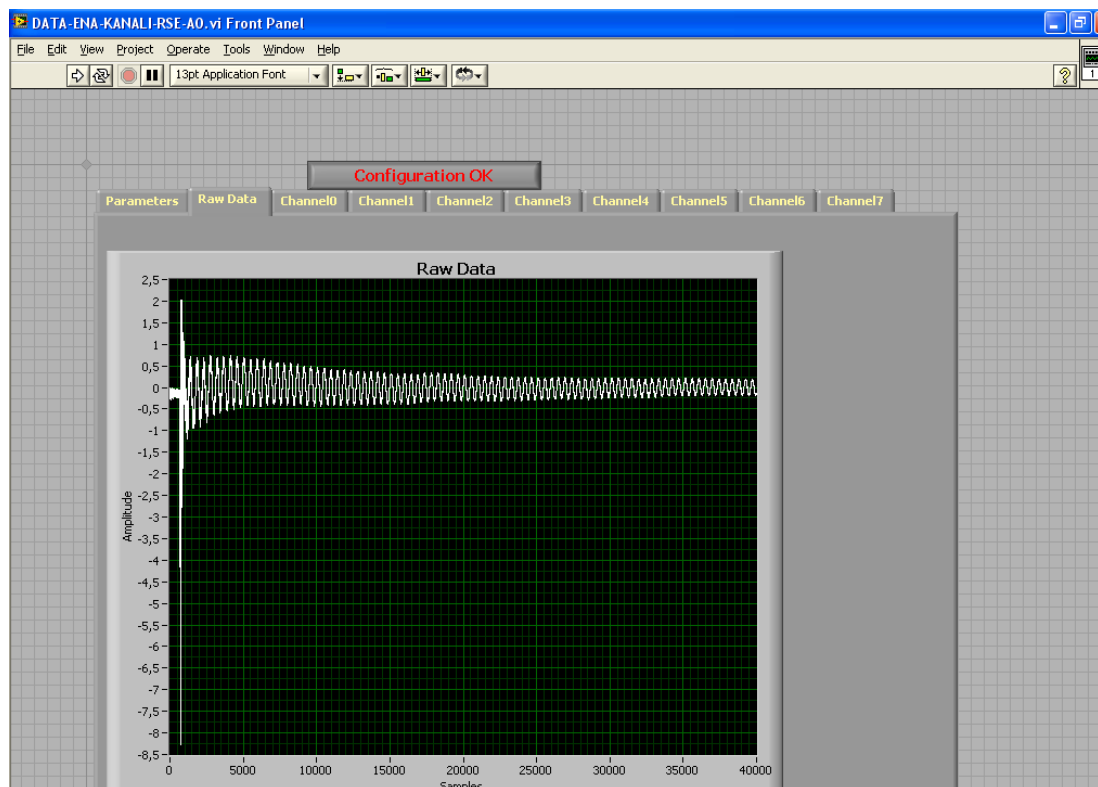 DATA-ENA-KANALI-RSE-A0.vi Front Panel
File Edit View Project Operate Tools Window Help
13pt Application Font
1
Configuration OK
Parameters Raw Data Channel0 Channel1 Channel2 Channel3 Channel4 Channel5 Channel6 Channel7
Raw Data
2,5
2
1,5
1
0,5
0
-0,5
-1
-1,5
-2
-2,5
-3
-3,5
-4
-4,5
-5
-5,5
-6
-6,5
-7
-7,5
-8
-8,5
Amplitude
0 5000 10000 15000 20000 25000 30000 35000 40000
Samples